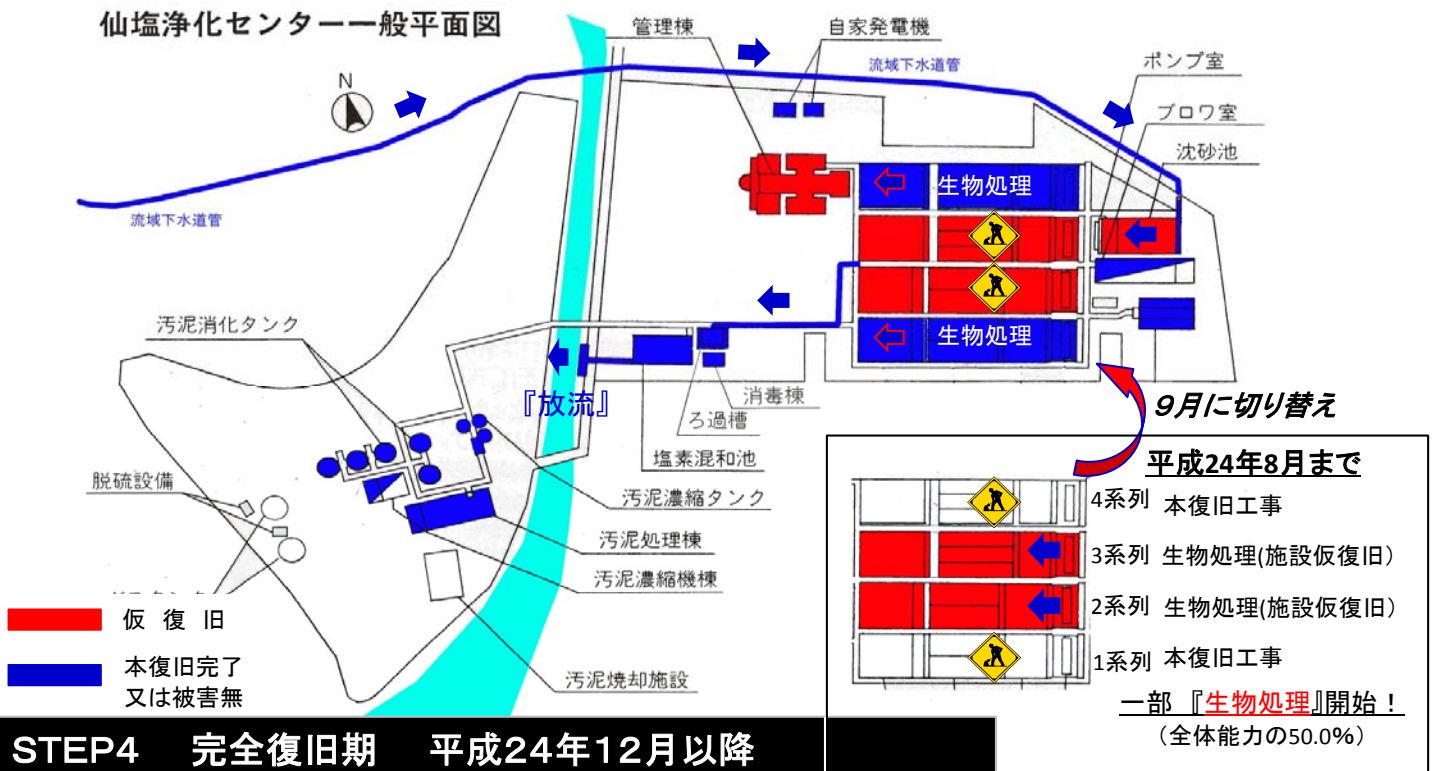 仙塩浄化センター一般平面図
管理棟
自家発電機
流域下水道管
ポンプ室
ブロワ室
沈砂池
N
流域下水道管
生物処理
生物処理
汚泥消化タンク
『放流』
消毒棟
ろ過槽
塩素混和池
9月に切り替え
脱硫設備
汚泥濃縮タンク
汚泥処理棟
汚泥濃縮機棟
汚泥焼却施設
仮 復 旧
本復旧完了
又は被害無
平成24年8月まで
4系列 本復旧工事
3系列 生物処理(施設仮復旧)
2系列 生物処理(施設仮復旧)
1系列 本復旧工事
一部 『生物処理』開始！
(全体能力の50.0%)
STEP4 完全復旧期 平成24年12月以降